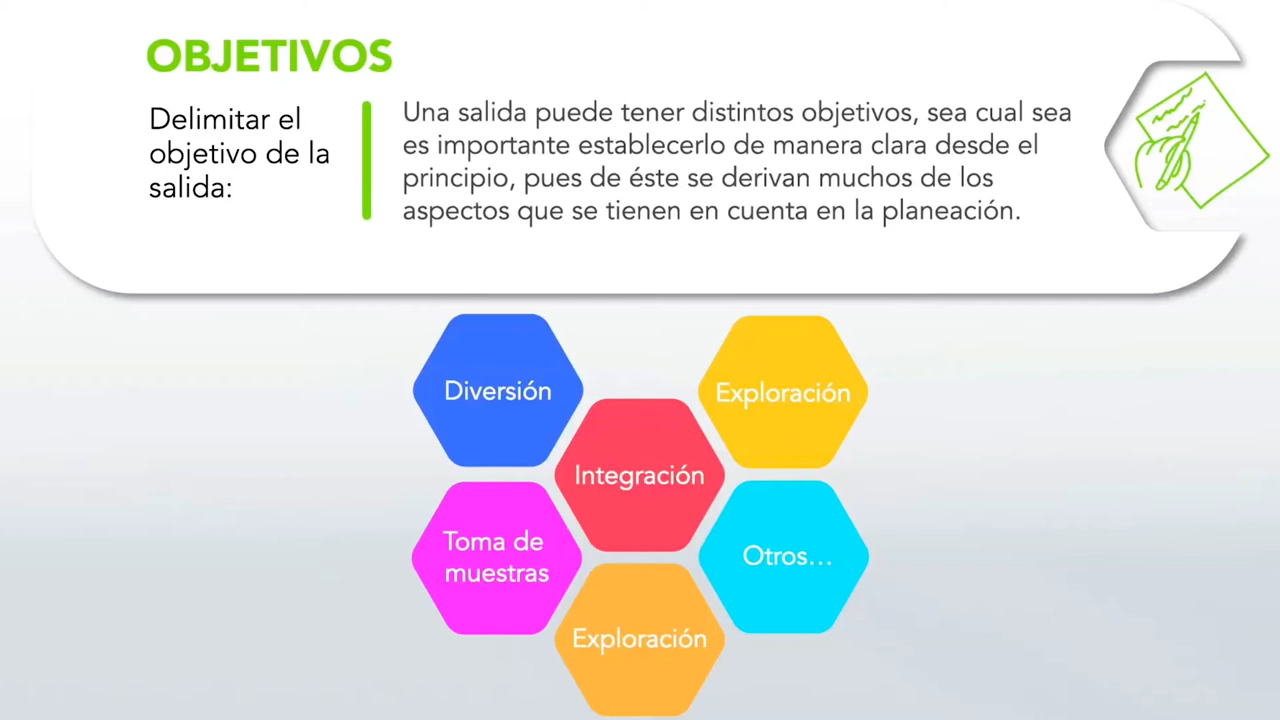 OBJETIVOS
Delimitar el
objetivo de la
salida:
Una salida puede tener distintos objetivos, sea cual sea
es importante establecerlo de manera clara desde el
principio, pues de éste se derivan muchos de los
aspectos que se tienen en cuenta en la planeación.
Diversión
Exploración
Integración
Toma de
muestras
Otros...
Exploración